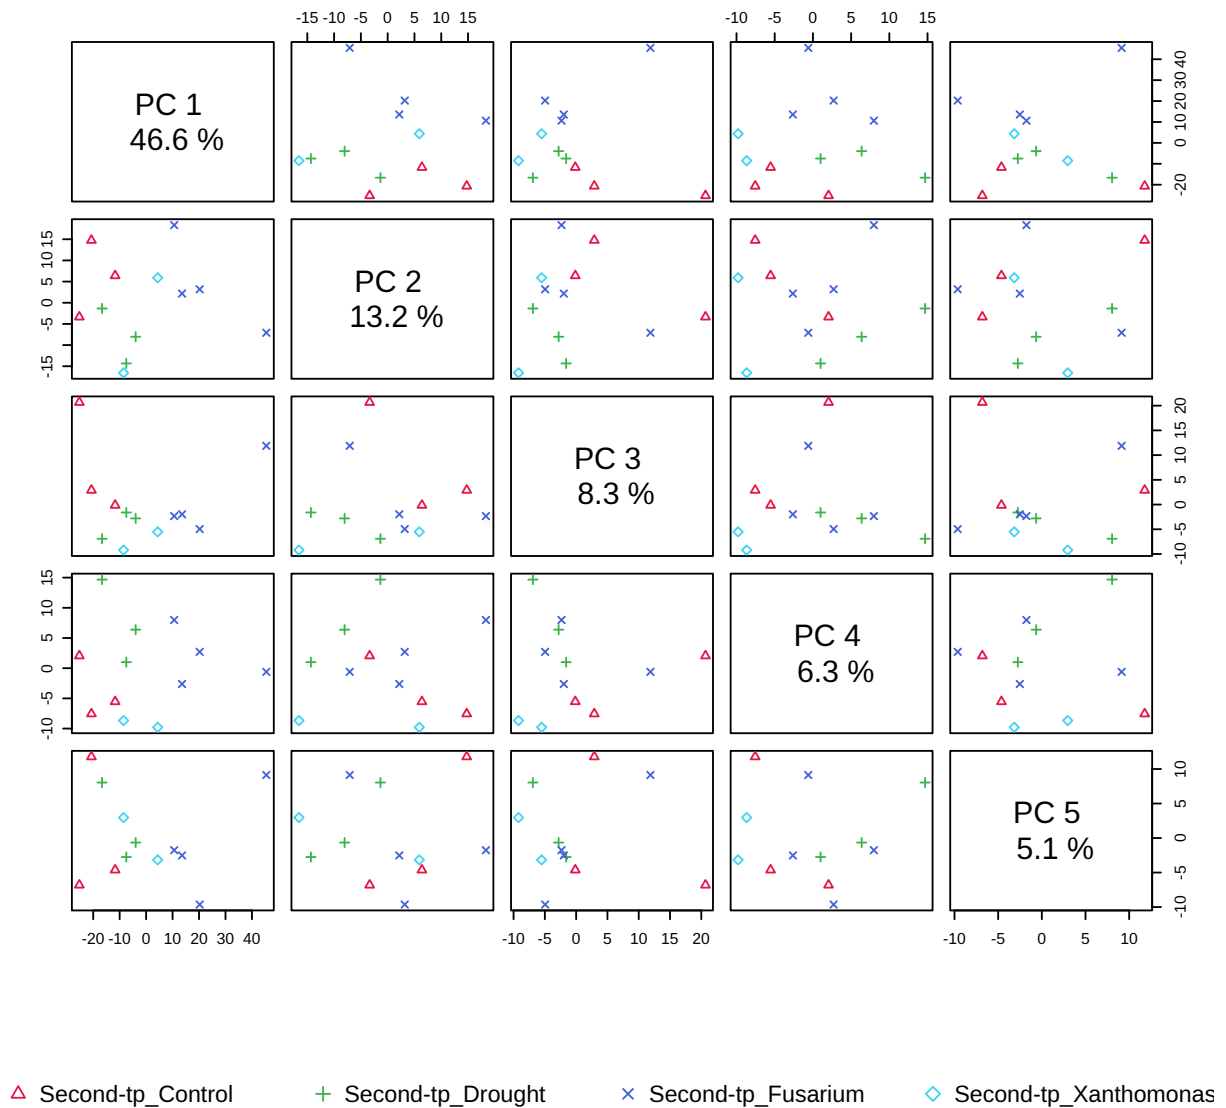 -15 -10 -5 0 5 10 15
-10 -5 0 5 10 15
PC 1
46.6 %
-20 0 10 20 30 40
-15 -5 0 5 10 15
PC 2
13.2 %
PC 3
8.3 %
-10 -5 0 5 10 15 20
-10 -5 0 5 10 15
PC 4
6.3 %
PC 5
5.1 %
-10 -5 0 5 10
-20 -10 0 10 20 30 40
-10 -5 0 5 10 15 20
-10 -5 0 5 10
Second-tp_Control
Second-tp_Drought
Second-tp_Fusarium
Second-tp_Xanthomonas